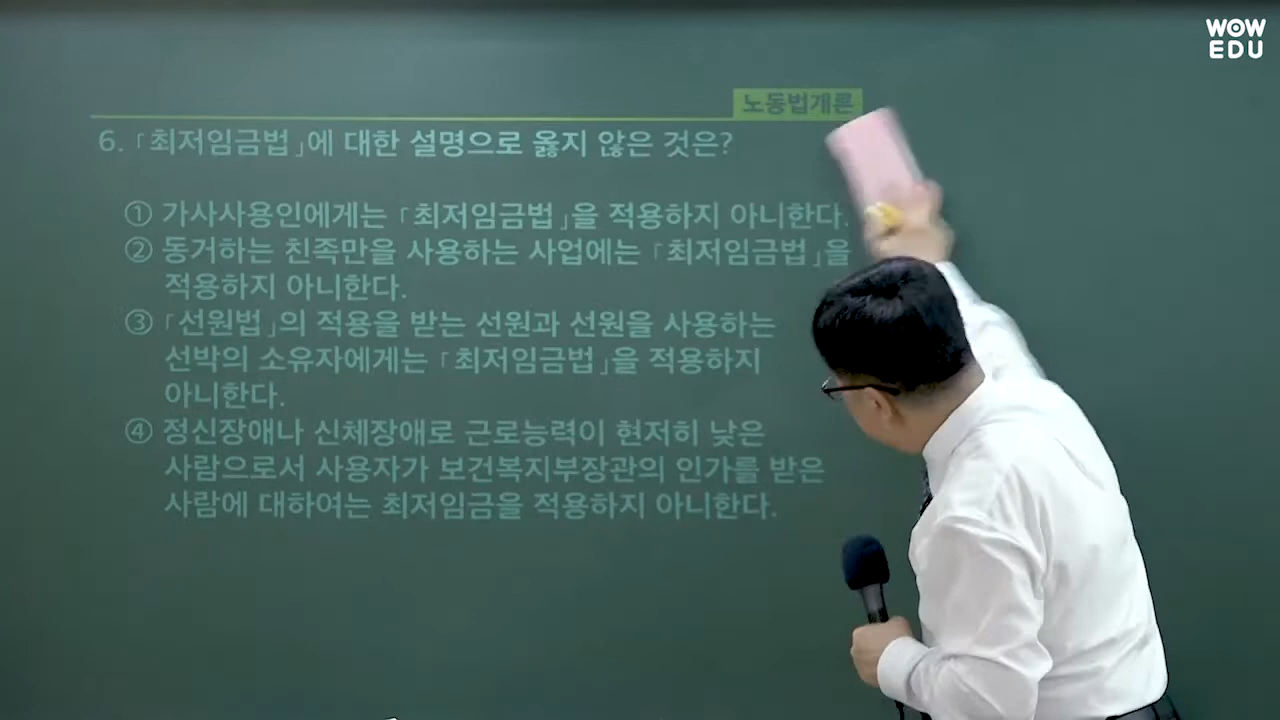 WOW
EDU
노동법개론
6. 「최저임금법」에 대한 설명으로 옳지 않은 것은?
① 가사사용인에게는 「최저임금법」을 적용하지 아니한다.
② 동거하는 친족만을 사용하는 사업에는 「최저임금법」을
적용하지 아니한다.
③ 「선원법」의 적용을 받는 선원과 선원을 사용하는
선박의 소유자에게는 「최저임금법」을 적용하지
아니한다.
④ 정신장애나 신체장애로 근로능력이 현저히 낮은
사람으로서 사용자가 보건복지부장관의 인가를 받은
사람에 대하여는 최저임금을 적용하지 아니한다.